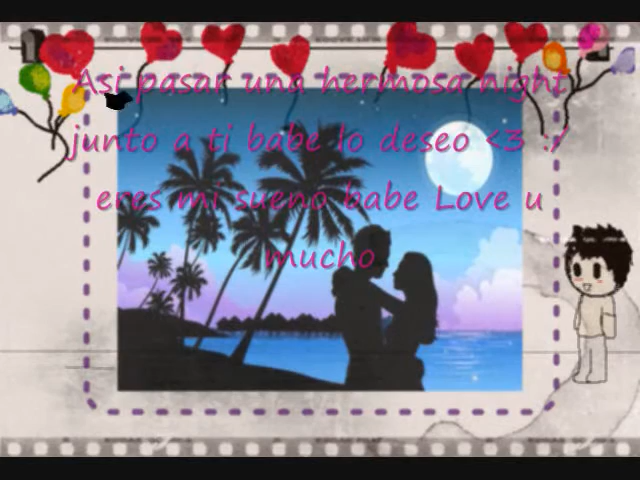 Asi pasar una hermosa night
junto a ti babe lo deseo <3 :/
eres mi sueno babe Love u
mucho